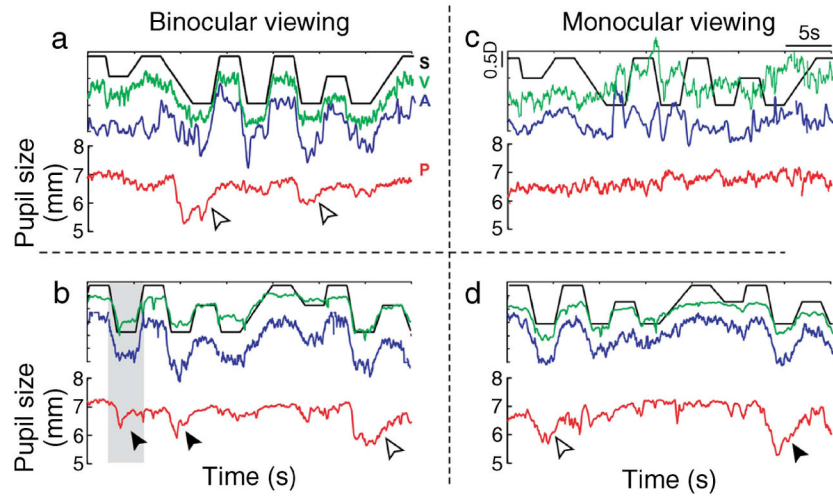 Binocular viewing
Monocular viewing
a
S
V
A
P
8
7
6
5
Pupil size
(mm)
c
5s
0.5D
8
7
6
5
b
8
7
6
5
Pupil size
(mm)
Time (s)
d
8
7
6
5
Time (s)